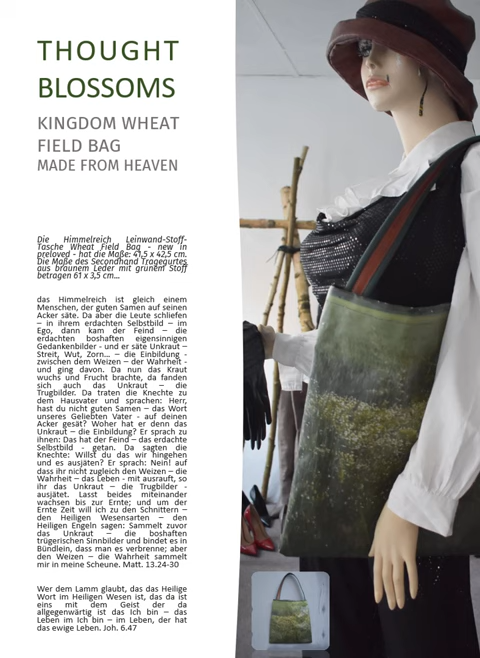 THOUGHT
BLOSSOMS
KINGDOM WHEAT
FIELD BAG
MADE FROM HEAVEN
Die Himmelreich Leinwand-Stoff-
Tasche Wheat Field Bag - new in
preloved - hat die Maße: 41,5 x 42,5 cm.
Die Maße des Secondhand Tragegurtes
aus braunem Leder mit grünem Stoff
betragen 61 x 3,5 cm...
das Himmelreich ist gleich einem
Menschen, der guten Samen auf seinen
Acker säte. Da aber die Leute schliefen
– in ihrem erdachten Selbstbild – im
Ego, dann kam der Feind – die
erdachten boshaften eigensinnigen
Gedankenbilder - und er säte Unkraut –
Streit, Wut, Zorn... – die Einbildung -
zwischen dem Weizen – der Wahrheit -
und ging davon. Da nun das Kraut
wuchs und Frucht brachte, da fanden
sich auch das Unkraut – die
Trugbilder. Da traten die Knechte zu
dem Hausvater und sprachen: Herr,
hast du nicht guten Samen – das Wort
unseres Geliebten Vater - auf deinen
Acker gesät? Woher hat er denn das
Unkraut – die Einbildung? Er sprach zu
ihnen: Das hat der Feind – das erdachte
Selbstbild - getan. Da sagten die
Knechte: Willst du das wir hingehen
und es ausjäten? Er sprach: Nein! auf
dass ihr nicht zugleich den Weizen – die
Wahrheit – das Leben - mit ausrauft, so
ihr das Unkraut – die Trugbilder -
ausjätet. Lasst beides miteinander
wachsen bis zur Ernte; und um der
Ernte Zeit will ich zu den Schnittern –
den Heiligen Wesensarten – den
Heiligen Engeln sagen: Sammelt zuvor
das Unkraut – die boshaften
trügerischen Sinnbilder und bindet es in
Bündlein, dass man es verbrenne; aber
den Weizen – die Wahrheit sammelt
mir in meine Scheune. Matt. 13.24-30
Wer dem Lamm glaubt, das das Heilige
Wort im Heiligen Wesen ist, das da ist
eins mit dem Geist der da
allgegenwärtig ist das Ich bin – das
Leben im Ich bin – im Leben, der hat
das ewige Leben. Joh. 6.47